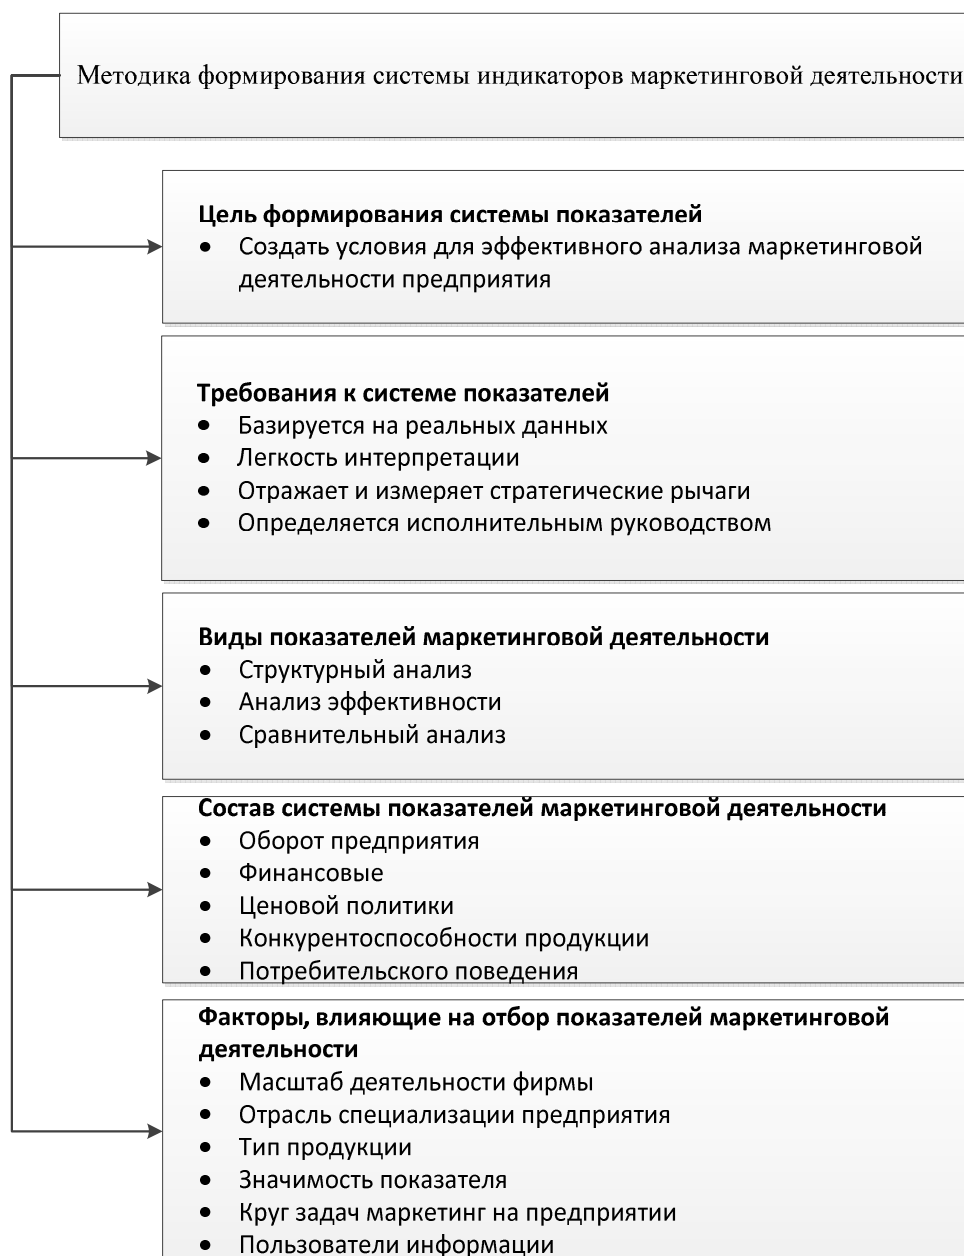 Методика формирования системы индикаторов маркетинговой деятельности
Цель формирования системы показателей
• Создать условия для эффективного анализа маркетинговой
деятельности предприятия
Требования к системе показателей
• Базируется на реальных данных
• Легкость интерпретации
• Отражает и измеряет стратегические рычаги
• Определяется исполнительным руководством
Виды показателей маркетинговой деятельности
• Структурный анализ
• Анализ эффективности
• Сравнительный анализ
Состав системы показателей маркетинговой деятельности
• Оборот предприятия
• Финансовые
• Ценовой политики
• Конкурентоспособности продукции
• Потребительского поведения
Факторы, влияющие на отбор показателей маркетинговой
деятельности
• Масштаб деятельности фирмы
• Отрасль специализации предприятия
• Тип продукции
• Значимость показателя
• Круг задач маркетинг на предприятии
• Пользователи информации